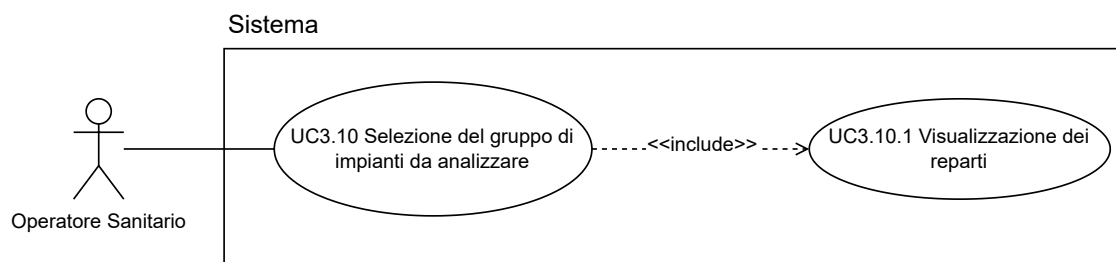 Sistema
UC3.10 Selezione del gruppo di
impianti da analizzare
<<include>>
UC3.10.1 Visualizzazione dei
reparti
Operatore Sanitario